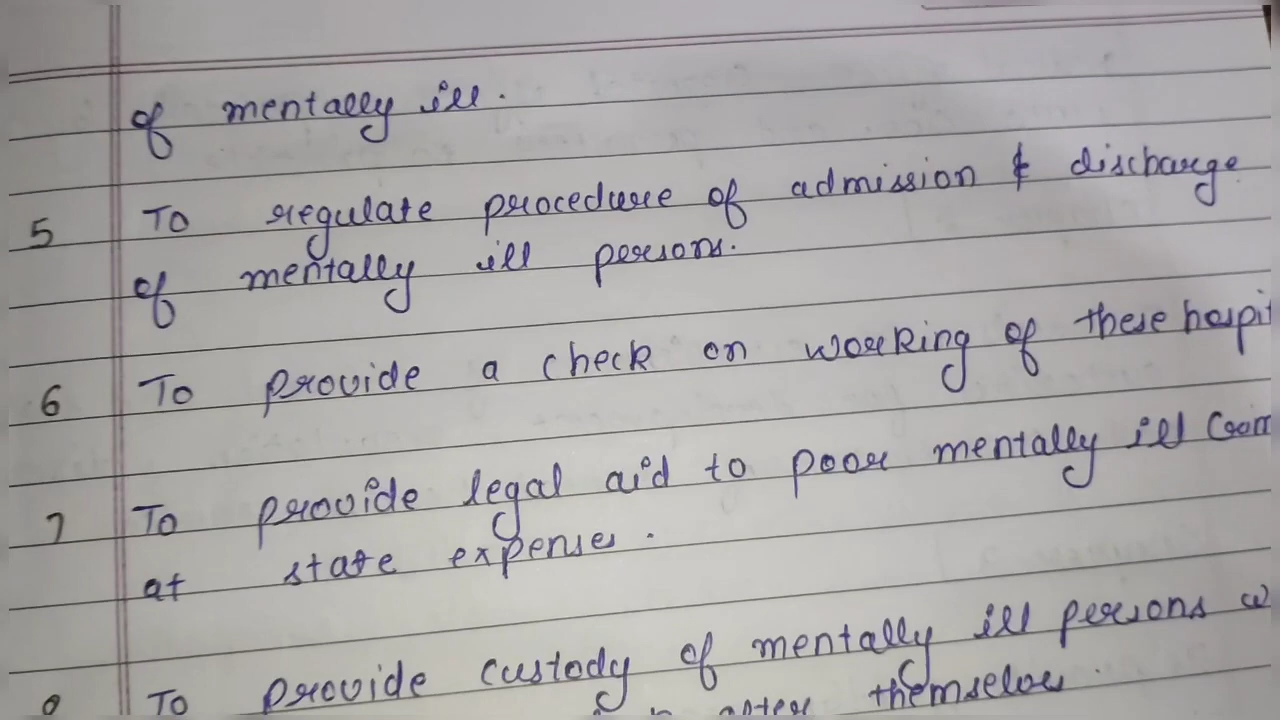 of mentally ill.
5 To regulate procedure of admission & discharge
of mentally ill persons.
6 To provide a check on working of these hospit
7 To provide legal aid to poor mentally ill
at state expenses.
To provide custody of mentally ill persons w
after themselves.